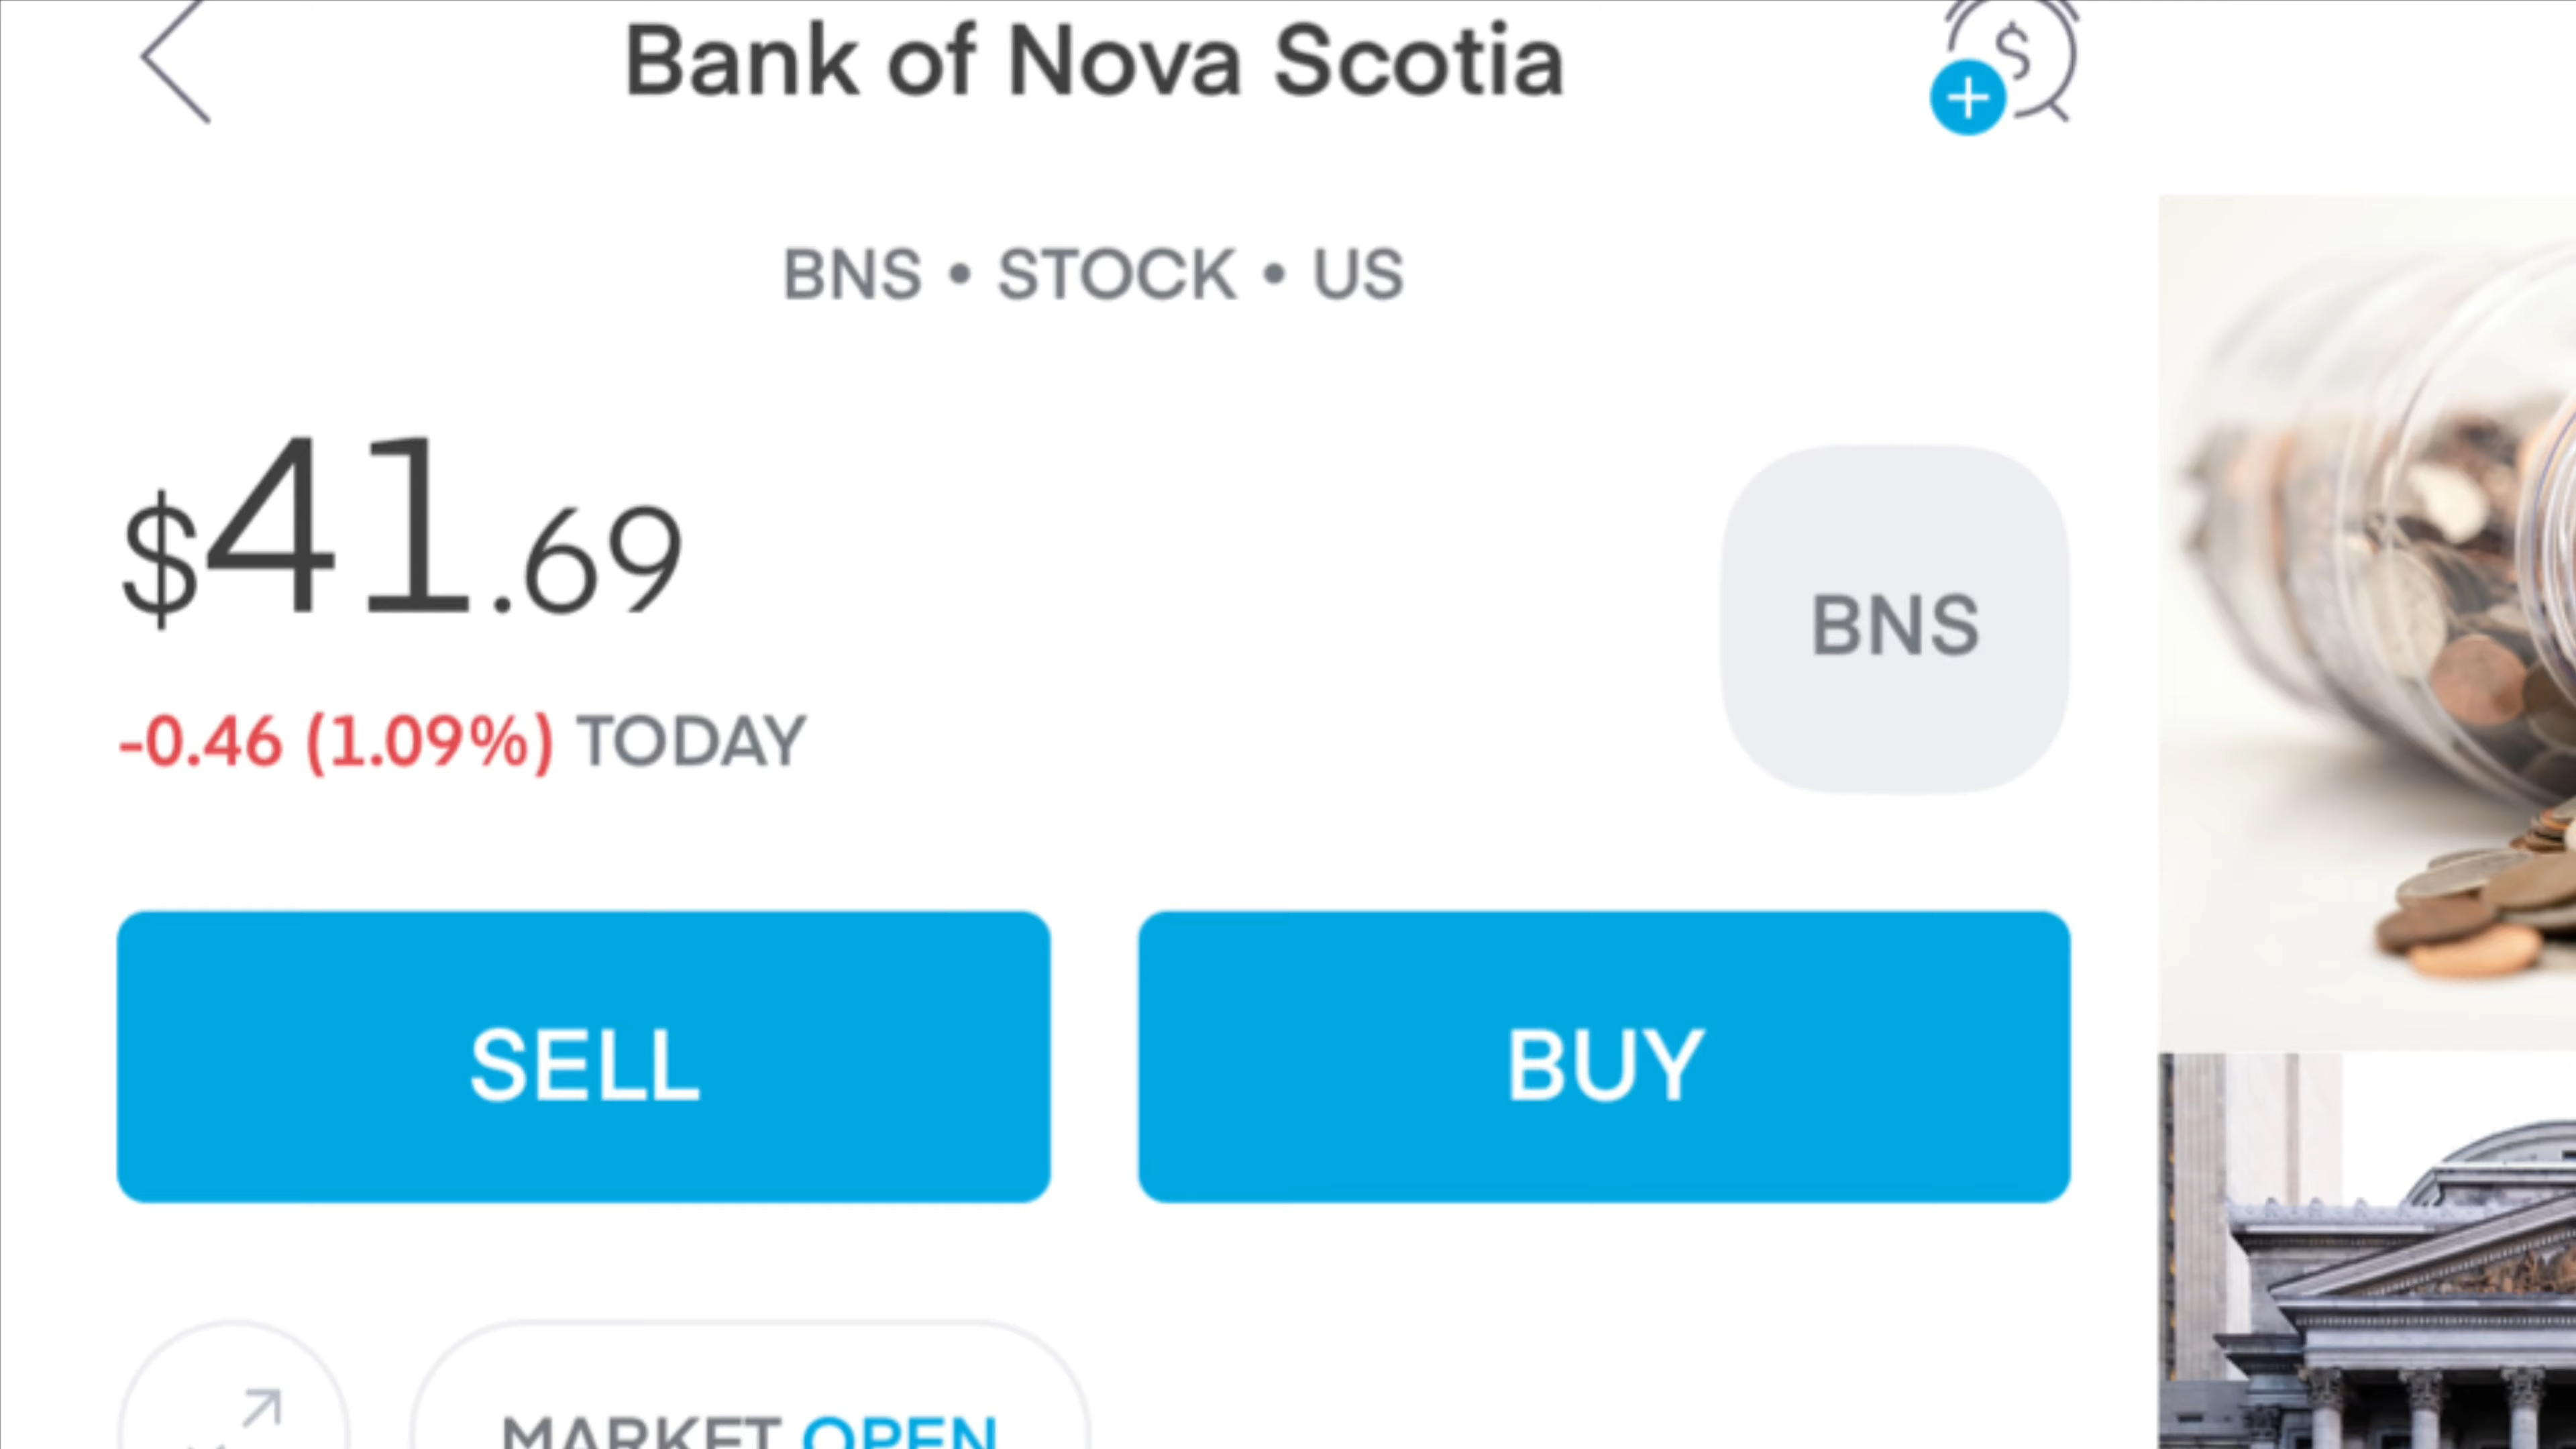 Bank of Nova Scotia
BNS • STOCK • US
$41.69
BNS
-0.46 (1.09%) TODAY
SELL
BUY
MARKET OPEN